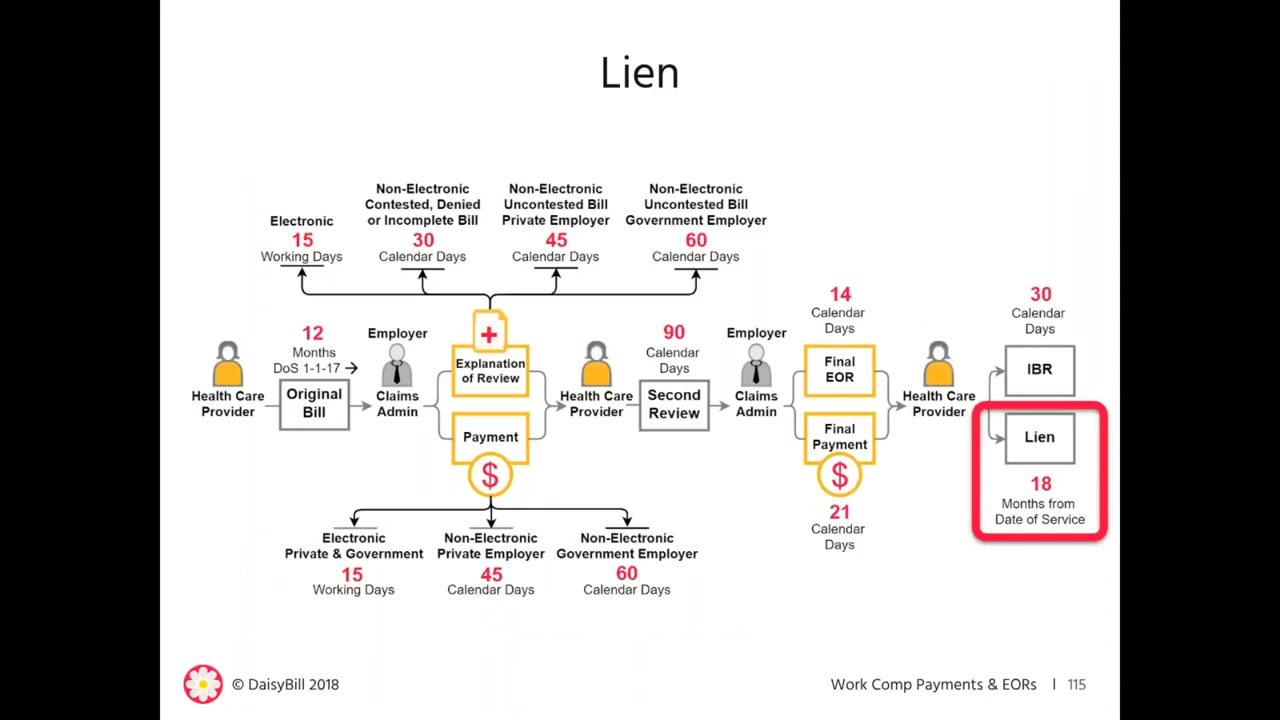 Lien
Electronic
15
Working Days
Non-Electronic
Contested, Denied
or Incomplete Bill
30
Calendar Days
Non-Electronic
Uncontested Bill
Private Employer
45
Calendar Days
Non-Electronic
Uncontested Bill
Government Employer
60
Calendar Days
Health Care
Provider
12
Months
DoS 1-1-17 →
Original
Bill
Employer
Claims
Admin
+
Explanation
of Review
Payment
$
Electronic
Private & Government
15
Working Days
Non-Electronic
Private Employer
45
Calendar Days
Non-Electronic
Government Employer
60
Calendar Days
Health Care
Provider
90
Calendar
Days
Second
Review
Employer
Claims
Admin
14
Calendar
Days
Final
EOR
Final
Payment
$
21
Calendar
Days
Health Care
Provider
30
Calendar
Days
IBR
Lien
18
Months from
Date of Service
© DaisyBill 2018
Work Comp Payments & EORs | 115